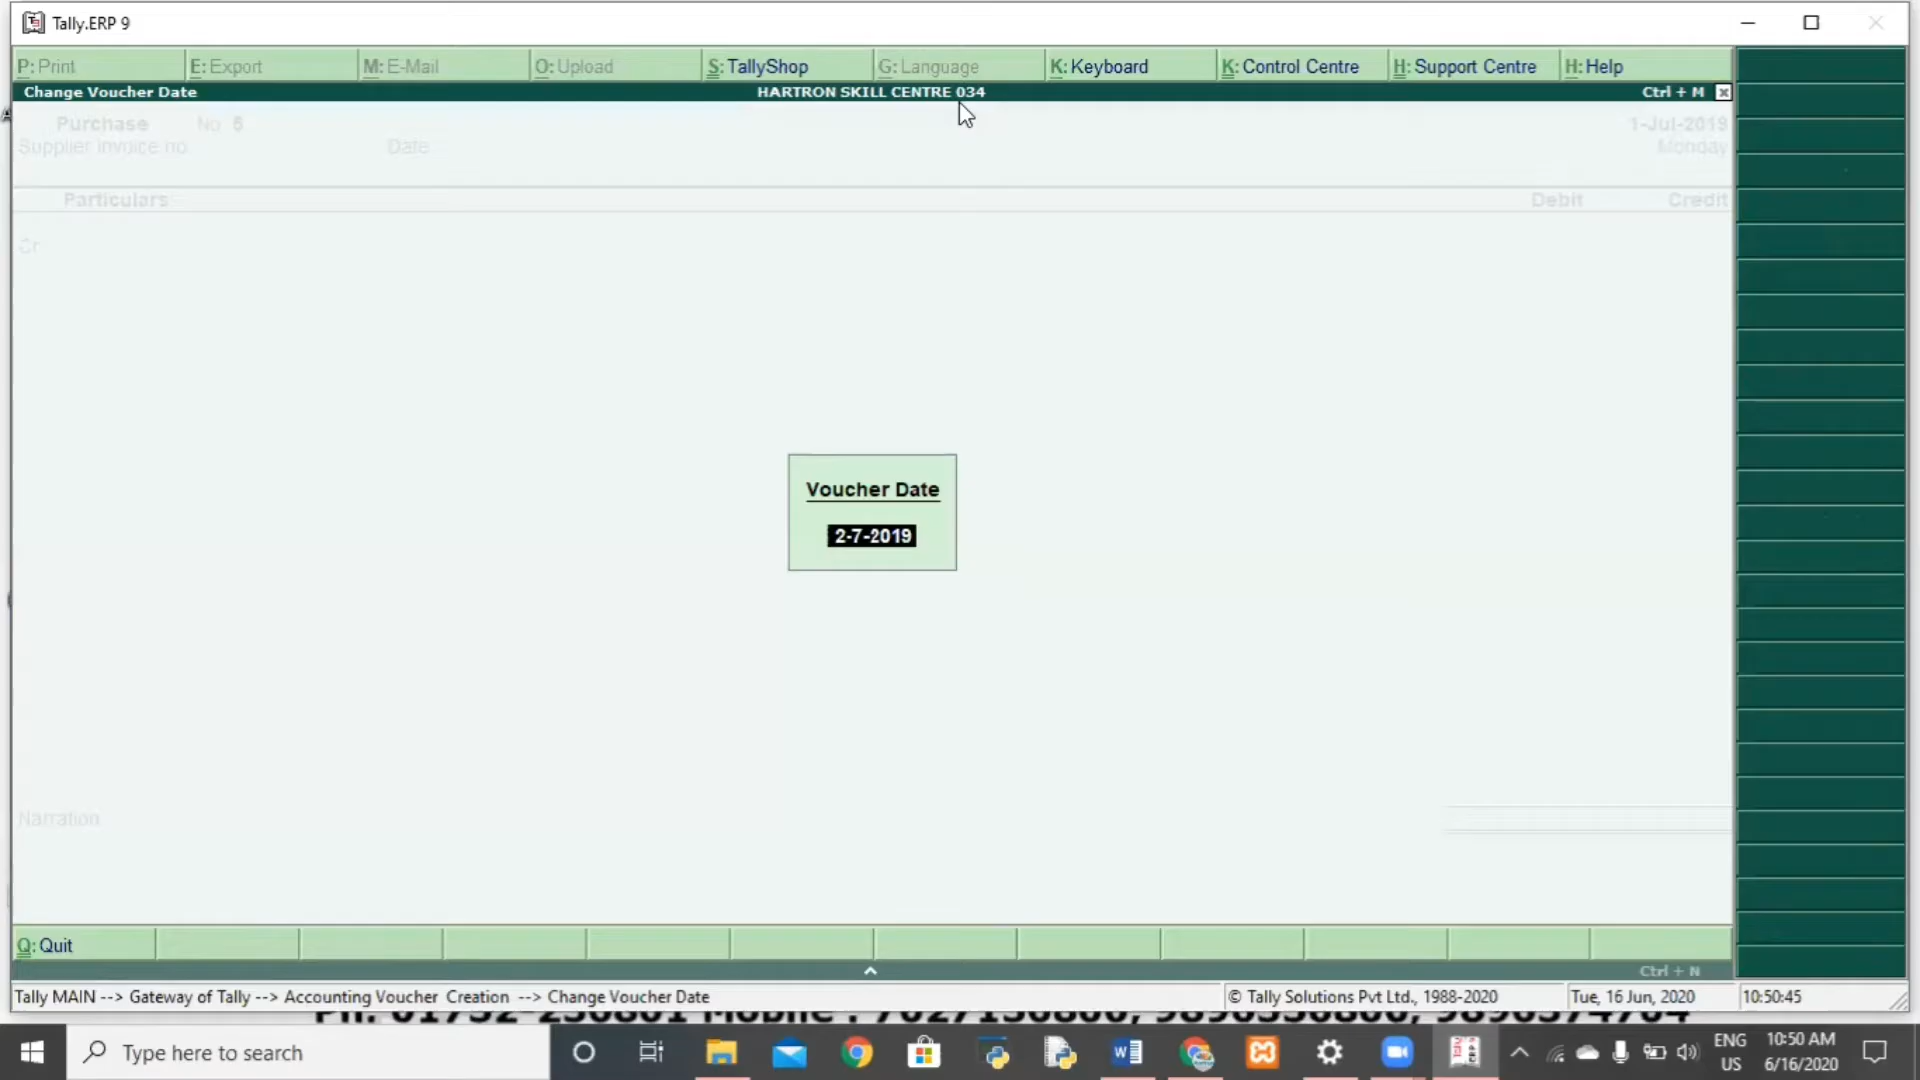 Tally.ERP 9
P: Print E: Export M: E-Mail O: Upload S: TallyShop G: Language K: Keyboard K: Control Centre H: Support Centre H: Help
Change Voucher Date HARTRON SKILL CENTRE 034 Ctrl + M
Purchase No 6 1-Jul-2019
Supplier Invoice no Date Monday
Particulars Debit Credit
Cr
Voucher Date
2-7-2019
Narration
Q: Quit
Ctrl + N
Tally MAIN --> Gateway of Tally --> Accounting Voucher Creation --> Change Voucher Date © Tally Solutions Pvt Ltd., 1988-2020 Tue, 16 Jun, 2020 10:50:45
Type here to search
ENG
US
10:50 AM
6/16/2020